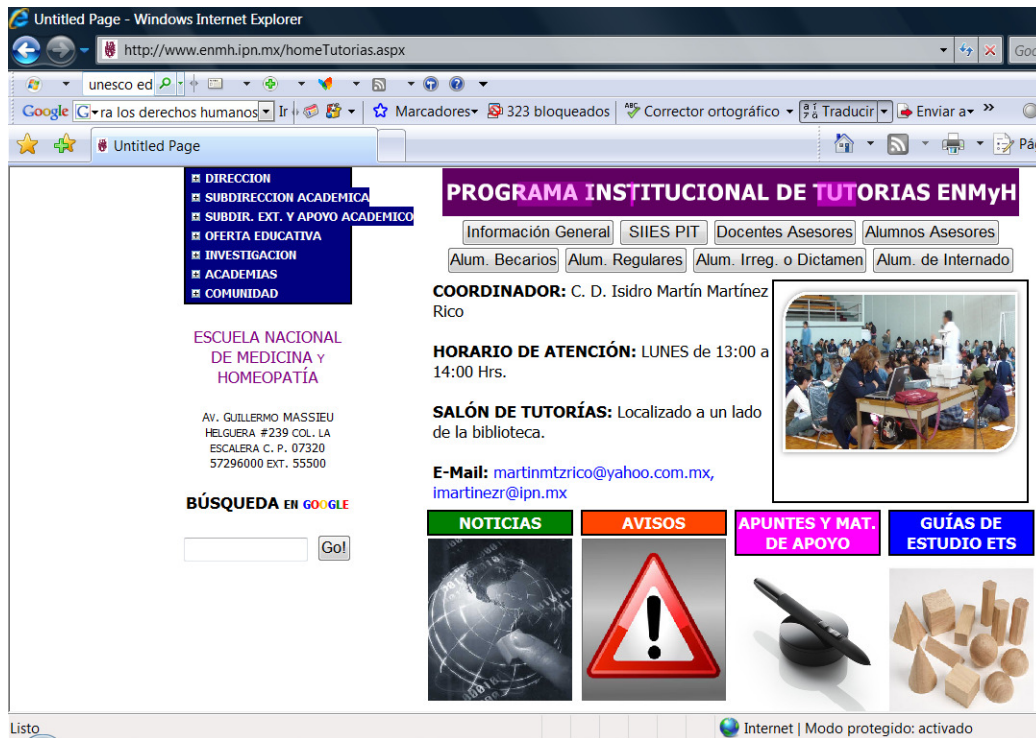 Untitled Page - Windows Internet Explorer
http://www.enmh.ipn.mx/homeTutorias.aspx
unesco ed
Google G ra los derechos humanos Ir Marcadores 323 bloqueados Corrector ortográfico Traducir Enviar a »
Untitled Page
DIRECCION
SUBDIRECCION ACADEMICA
SUBDIR. EXT. Y APOYO ACADEMICO
OFERTA EDUCATIVA
INVESTIGACION
ACADEMIAS
COMUNIDAD
ESCUELA NACIONAL
DE MEDICINA Y
HOMEOPATÍA
AV. GUILLERMO MASSIEU
HELGUERA #239 COL. LA
ESCALERA C. P. 07320
57296000 EXT. 55500
BÚSQUEDA EN GOOGLE
Go!
PROGRAMA INSTITUCIONAL DE TUTORIAS ENMyH
Información General SIIES PIT Docentes Asesores Alumnos Asesores
Alum. Becarios Alum. Regulares Alum. Irreg. o Dictamen Alum. de Internado
COORDINADOR: C. D. Isidro Martín Martínez
Rico
HORARIO DE ATENCIÓN: LUNES de 13:00 a
14:00 Hrs.
SALÓN DE TUTORÍAS: Localizado a un lado
de la biblioteca.
E-Mail: martinmtzrico@yahoo.com.mx,
imartinezr@ipn.mx
NOTICIAS
AVISOS
APUNTES Y MAT.
DE APOYO
GUÍAS DE
ESTUDIO ETS
Listo
Internet | Modo protegido: activado